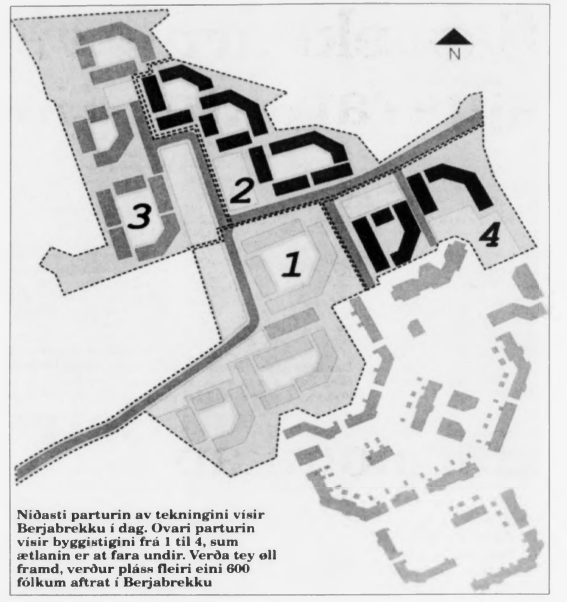 N
2
3
4
1
Niðasti parturin av tekningini vísir
Berjabrekku í dag. Ovari parturin
vísir byggistigini frá 1 til 4, sum
ætlanin er at fara undir. Verða tey øll
framd, verður pláss fleiri eini 600
fólkum aftrat í Berjabrekku